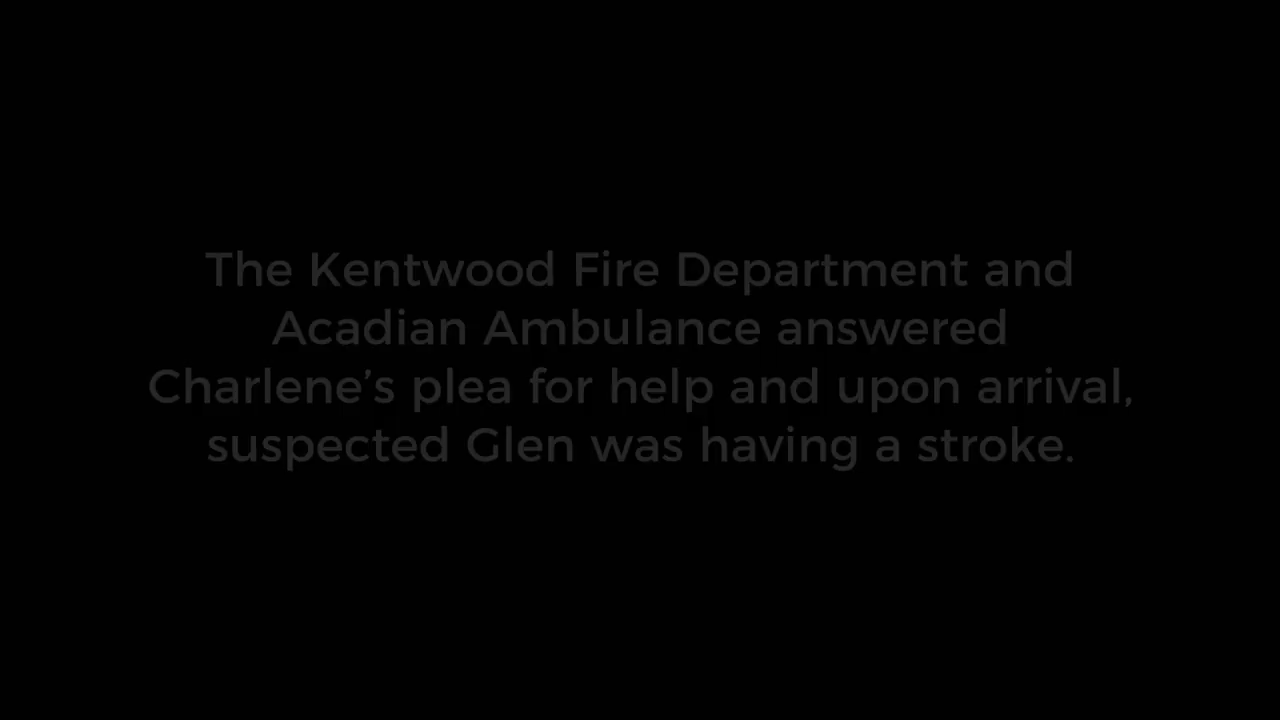 The Kentwood Fire Department and
Acadian Ambulance answered
Charlene’s plea for help and upon arrival,
suspected Glen was having a stroke.